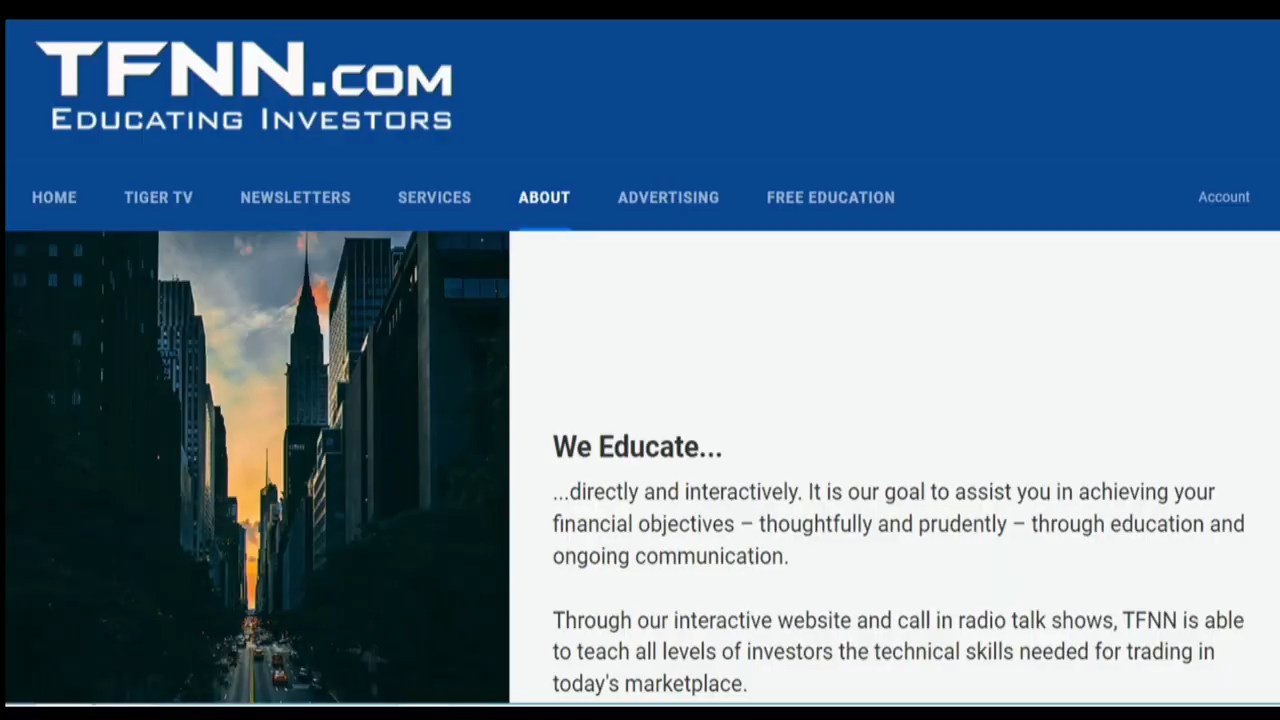 TFNN.COM
EDUCATING INVESTORS
HOME TIGER TV NEWSLETTERS SERVICES ABOUT ADVERTISING FREE EDUCATION Account
We Educate...
...directly and interactively. It is our goal to assist you in achieving your
financial objectives – thoughtfully and prudently – through education and
ongoing communication.
Through our interactive website and call in radio talk shows, TFNN is able
to teach all levels of investors the technical skills needed for trading in
today's marketplace.